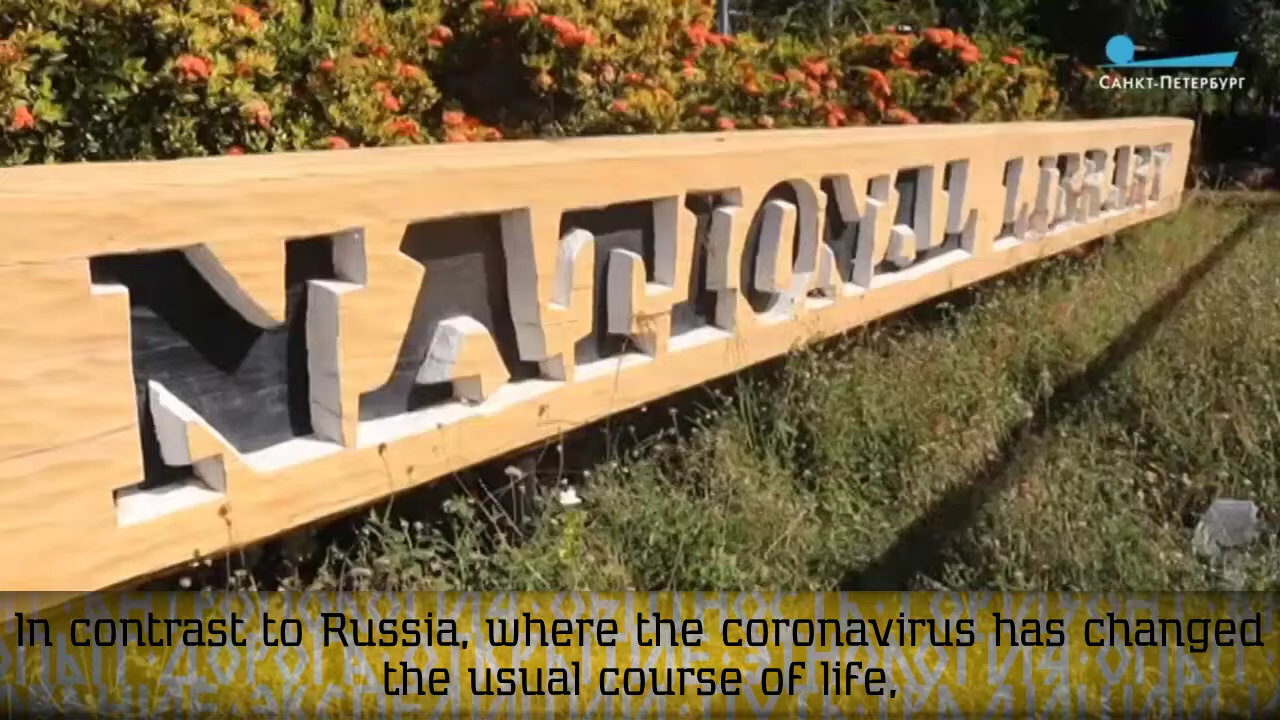 САНКТ-ПЕТЕРБУРГ
NATIONAL LIBRARY
In contrast to Russia, where the coronavirus has changed
the usual course of life,